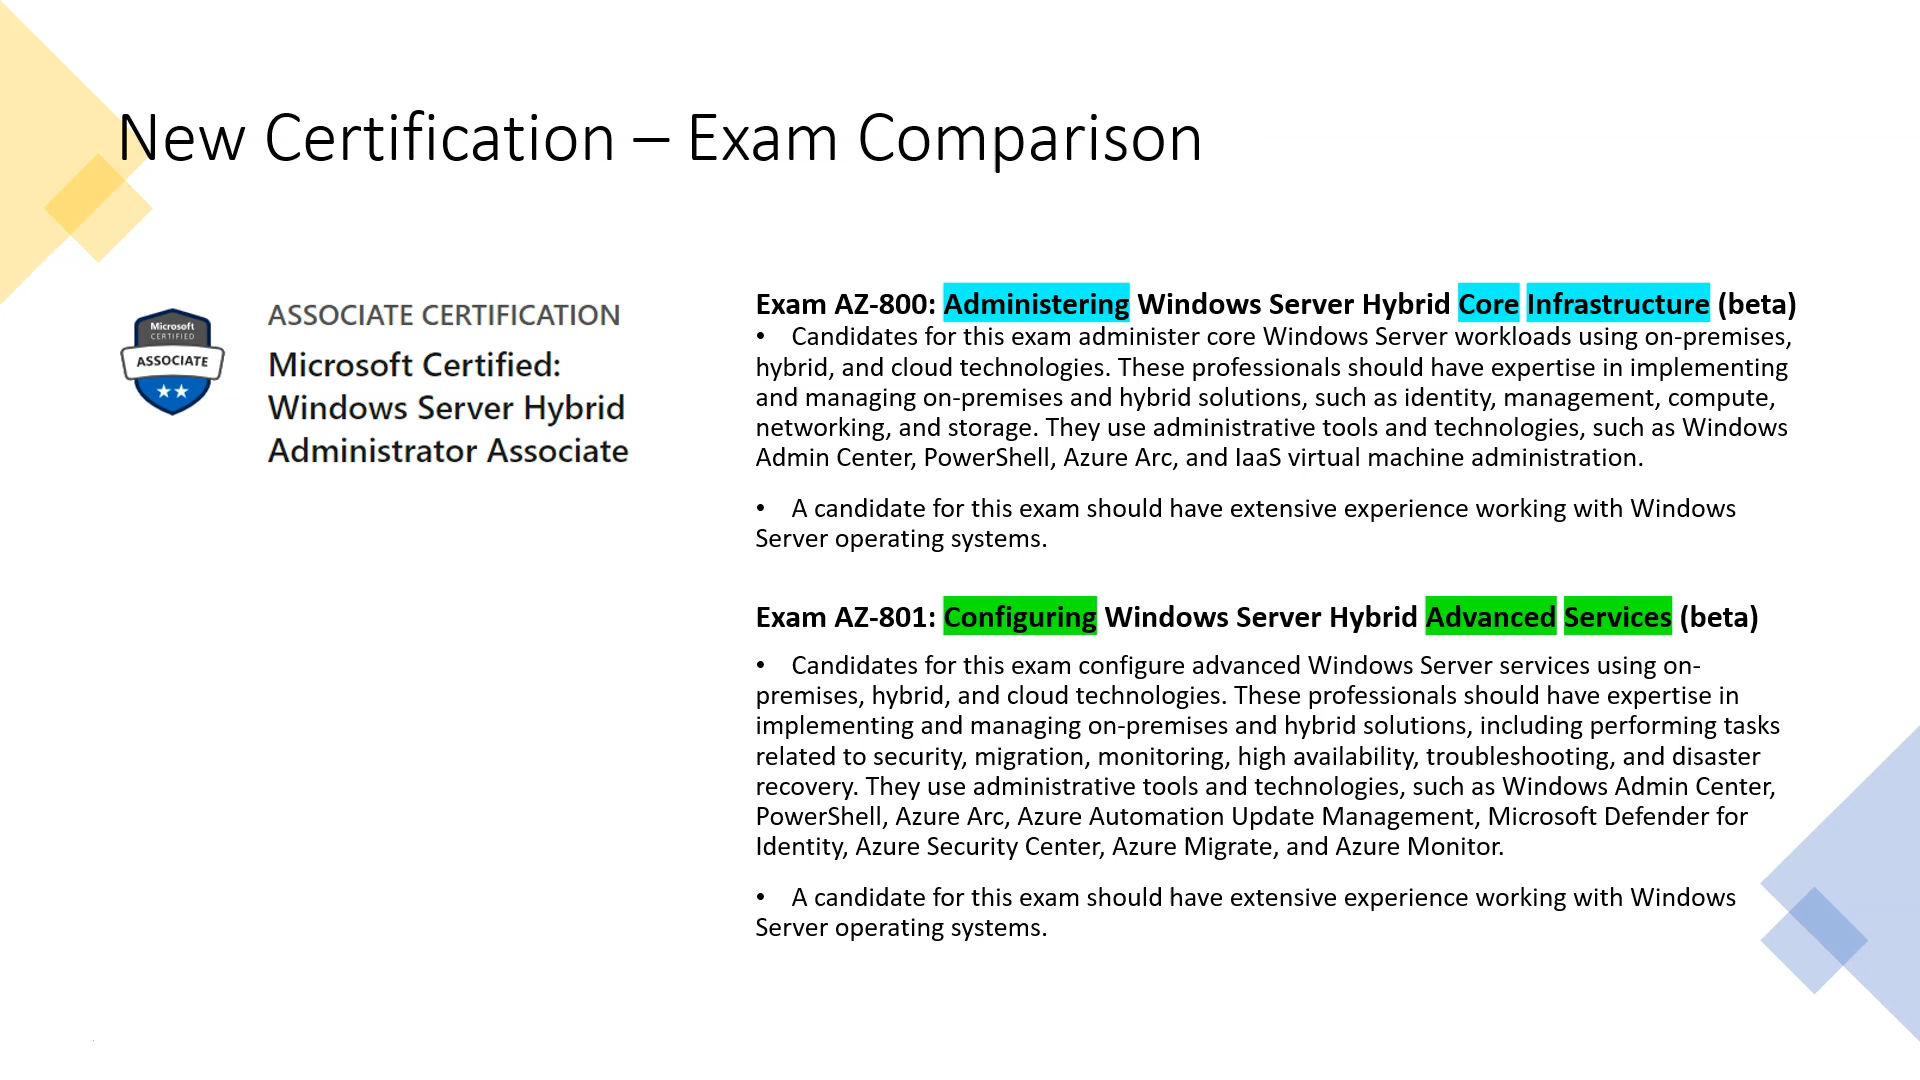 New Certification – Exam Comparison
Microsoft
CERTIFIED
ASSOCIATE
ASSOCIATE CERTIFICATION
Microsoft Certified:
Windows Server Hybrid
Administrator Associate
Exam AZ-800: Administering Windows Server Hybrid Core Infrastructure (beta)
• Candidates for this exam administer core Windows Server workloads using on-premises,
hybrid, and cloud technologies. These professionals should have expertise in implementing
and managing on-premises and hybrid solutions, such as identity, management, compute,
networking, and storage. They use administrative tools and technologies, such as Windows
Admin Center, PowerShell, Azure Arc, and IaaS virtual machine administration.
• A candidate for this exam should have extensive experience working with Windows
Server operating systems.
Exam AZ-801: Configuring Windows Server Hybrid Advanced Services (beta)
• Candidates for this exam configure advanced Windows Server services using on-
premises, hybrid, and cloud technologies. These professionals should have expertise in
implementing and managing on-premises and hybrid solutions, including performing tasks
related to security, migration, monitoring, high availability, troubleshooting, and disaster
recovery. They use administrative tools and technologies, such as Windows Admin Center,
PowerShell, Azure Arc, Azure Automation Update Management, Microsoft Defender for
Identity, Azure Security Center, Azure Migrate, and Azure Monitor.
• A candidate for this exam should have extensive experience working with Windows
Server operating systems.